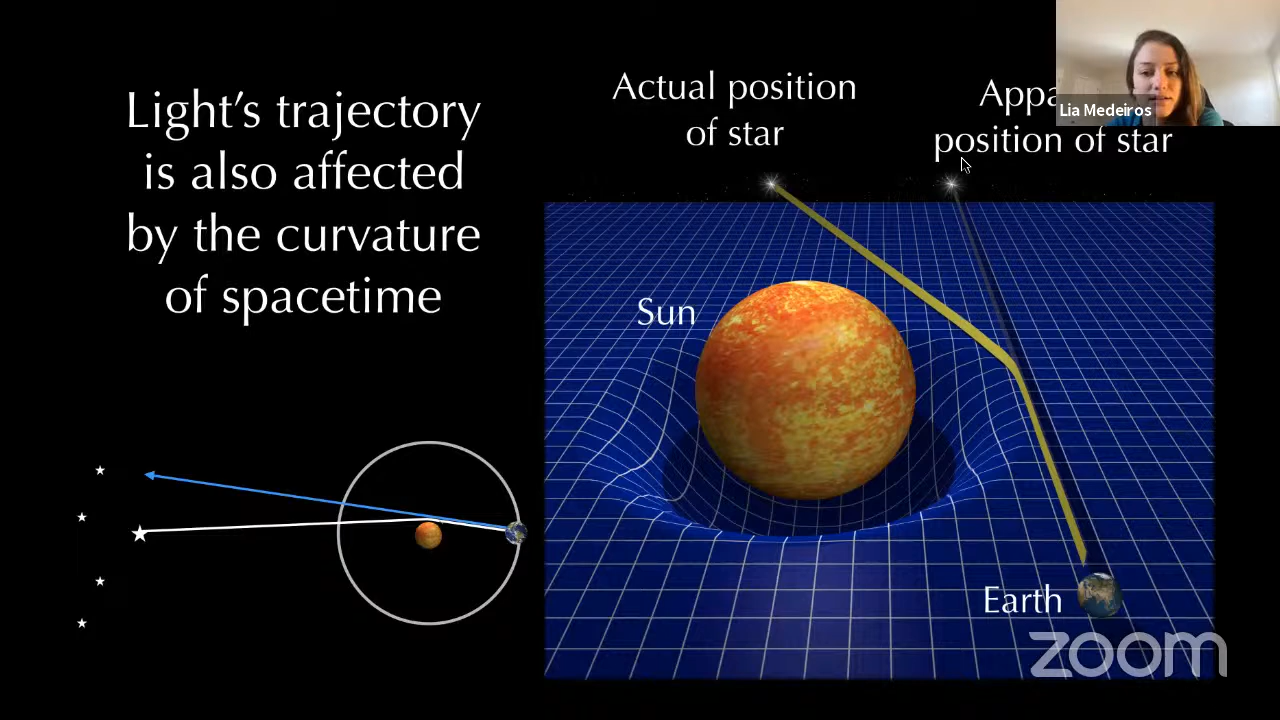 Light’s trajectory
is also affected
by the curvature
of spacetime
Actual position
of star
position of star
Lia Medeiros
Sun
Earth
zoom